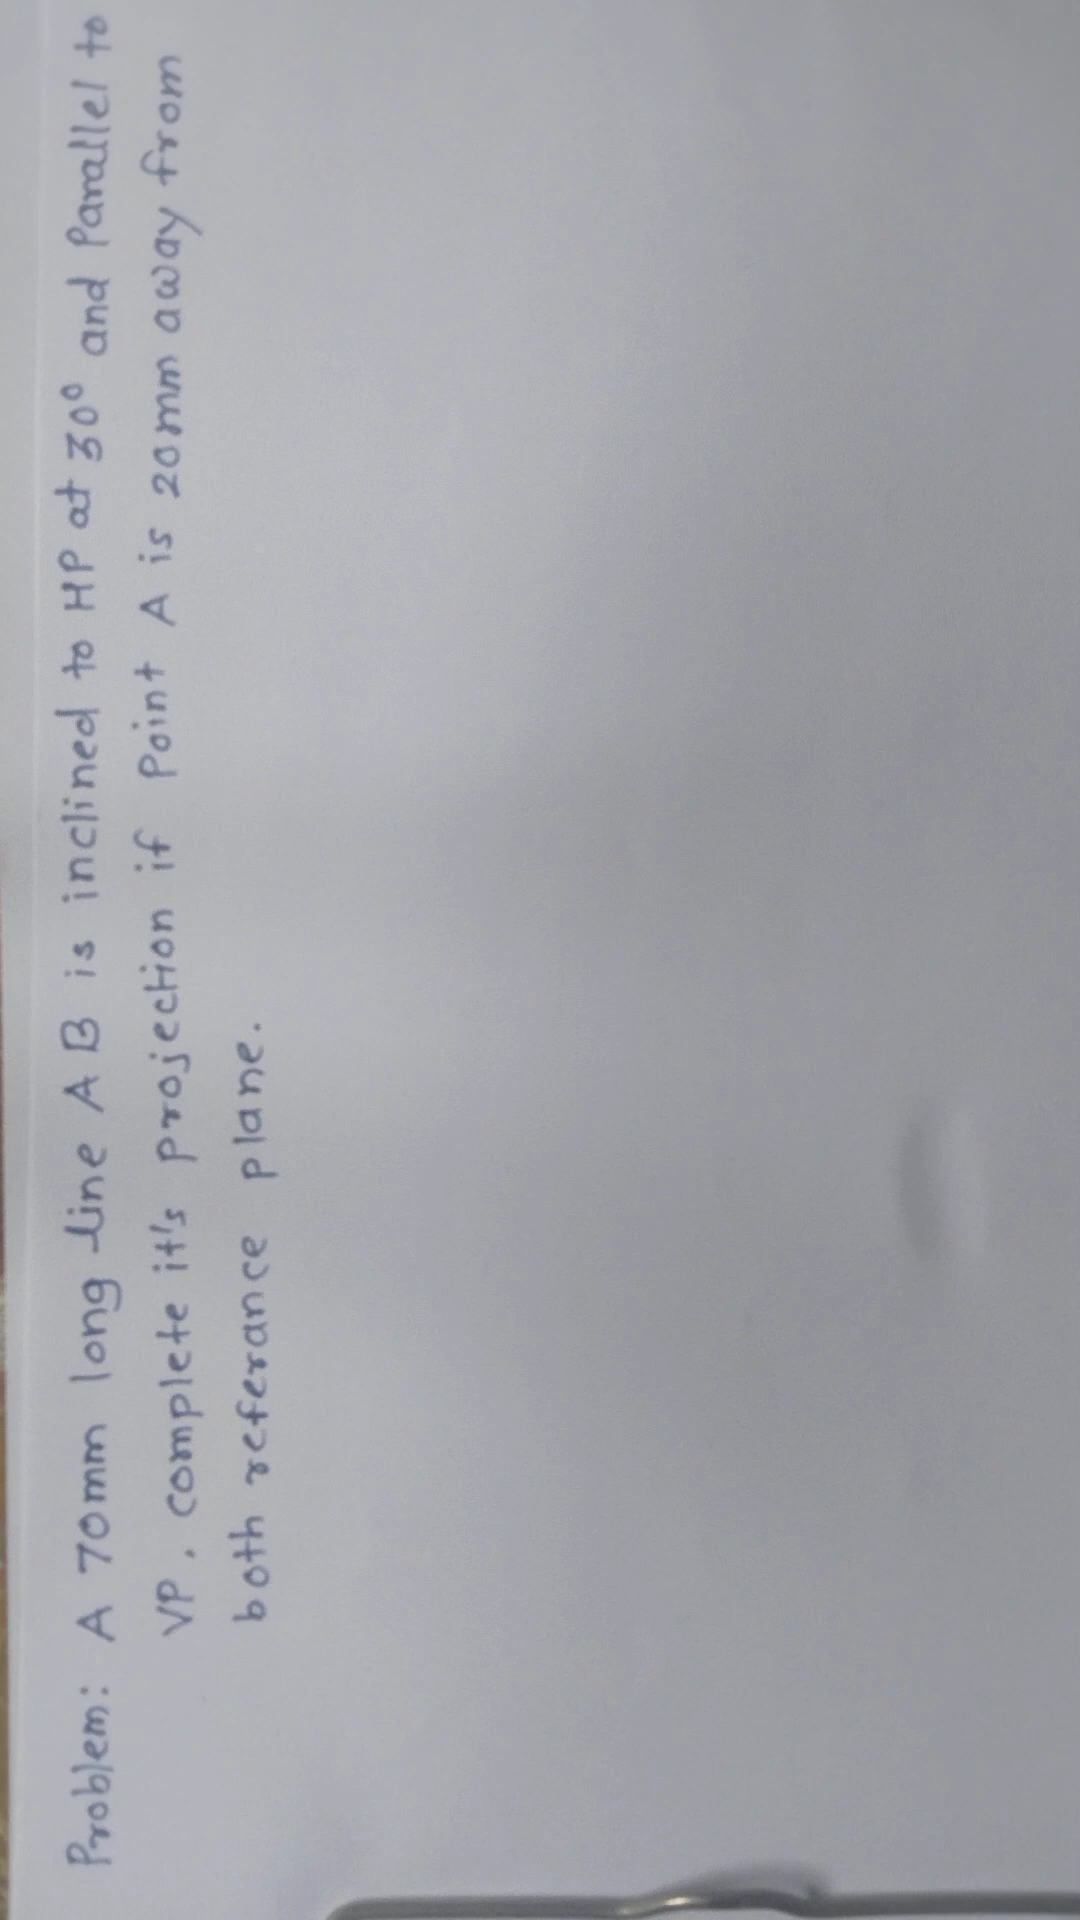 Problem: A 70mm long line AB is inclined to HP at 30° and Parallel to
VP, complete it's projection if Point A is 20mm away from
both referance plane.